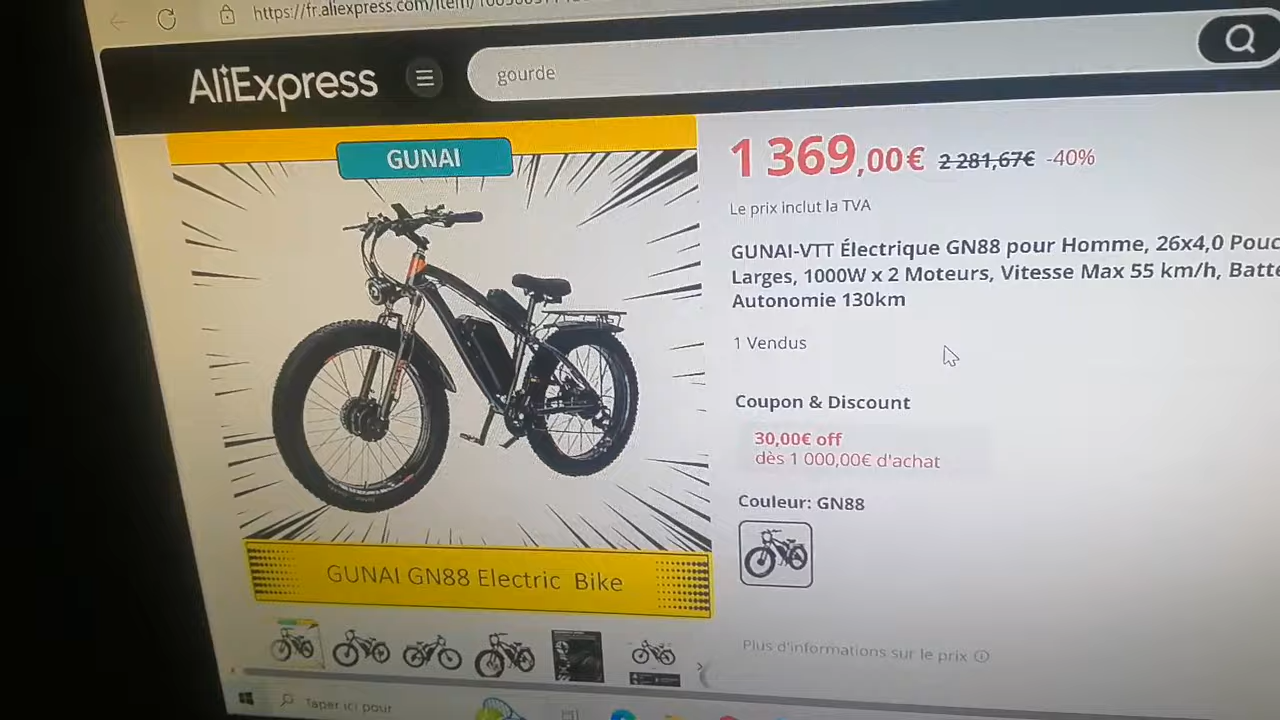 https://fr.aliexpress.com/item/
AliExpress
gourde
GUNAI
1 369,00€ 2 281,67€ -40%
Le prix inclut la TVA
GUNAI-VTT Électrique GN88 pour Homme, 26x4,0
Larges, 1000W x 2 Moteurs, Vitesse Max 55 km/h,
Autonomie 130km
1 Vendus
Coupon & Discount
30,00€ off
dès 1 000,00€ d'achat
Couleur: GN88
GUNAI GN88 Electric Bike
Plus d'informations sur le prix
Taper ici pour